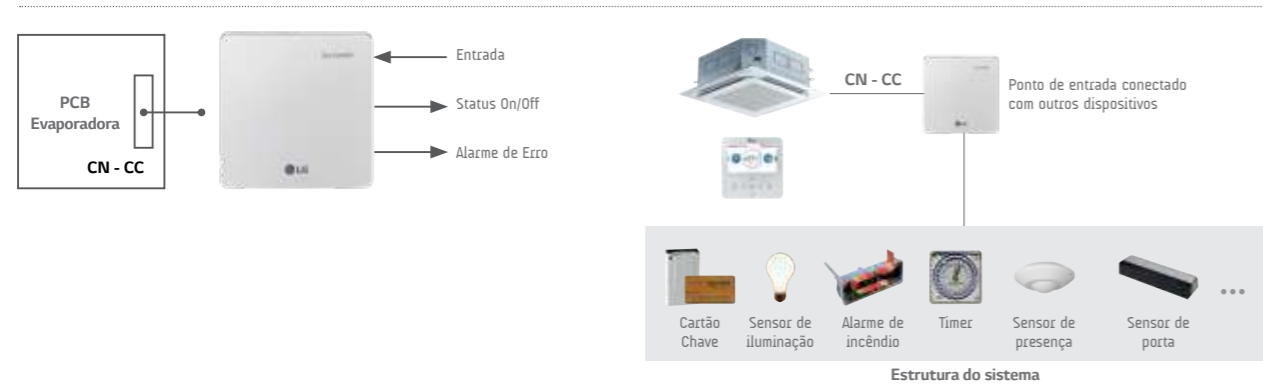 PCB
Evaporadora
CN - CC
LG
Entrada
Status On/Off
Alarme de Erro
CN - CC
Ponto de entrada conectado
com outros dispositivos
Cartão
Chave
Sensor de
iluminação
Alarme de
incêndio
Timer
Sensor de
presença
Sensor de
porta
...
Estrutura do sistema